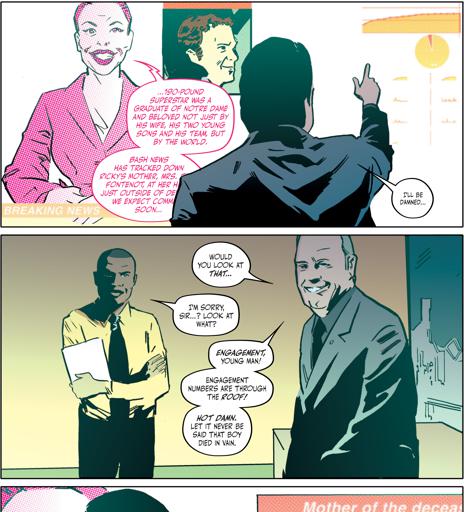 ...190-POUND
SUPERSTAR WAS A
GRADUATE OF NOTRE DAME
AND BELOVED NOT JUST BY
HIS WIFE, HIS TWO YOUNG
SONS AND HIS TEAM, BUT
BY THE WORLD.
BASH NEWS
HAS TRACKED DOWN
RICKY'S MOTHER, MRS.
FONTENOT, AT HER H
JUST OUTSIDE OF DE
WE EXPECT COMM
SOON...
BREAKING NEWS
I'LL BE
DAMNED...
WOULD
YOU LOOK AT
THAT...
I'M SORRY,
SIR...? LOOK AT
WHAT?
ENGAGEMENT,
YOUNG MAN!
ENGAGEMENT
NUMBERS ARE THROUGH
THE ROOF!
HOT DAMN.
LET IT NEVER BE
SAID THAT BOY
DIED IN VAIN.
Mother of the deceas